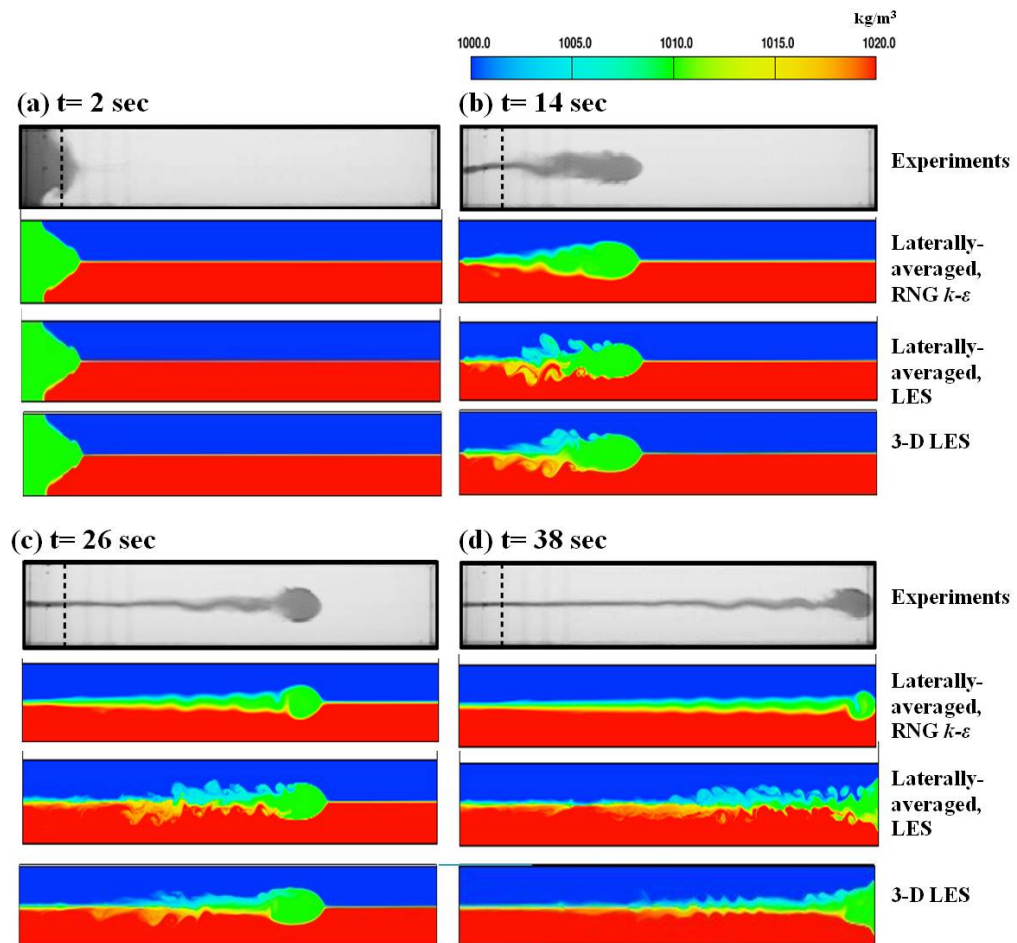 kg/m³
1000.0 1005.0 1010.0 1015.0 1020.0
(a) t= 2 sec
(b) t= 14 sec
Experiments
Laterally-
averaged,
RNG k-ε
Laterally-
averaged,
LES
3-D LES
(c) t= 26 sec
(d) t= 38 sec
Experiments
Laterally-
averaged,
RNG k-ε
Laterally-
averaged,
LES
3-D LES